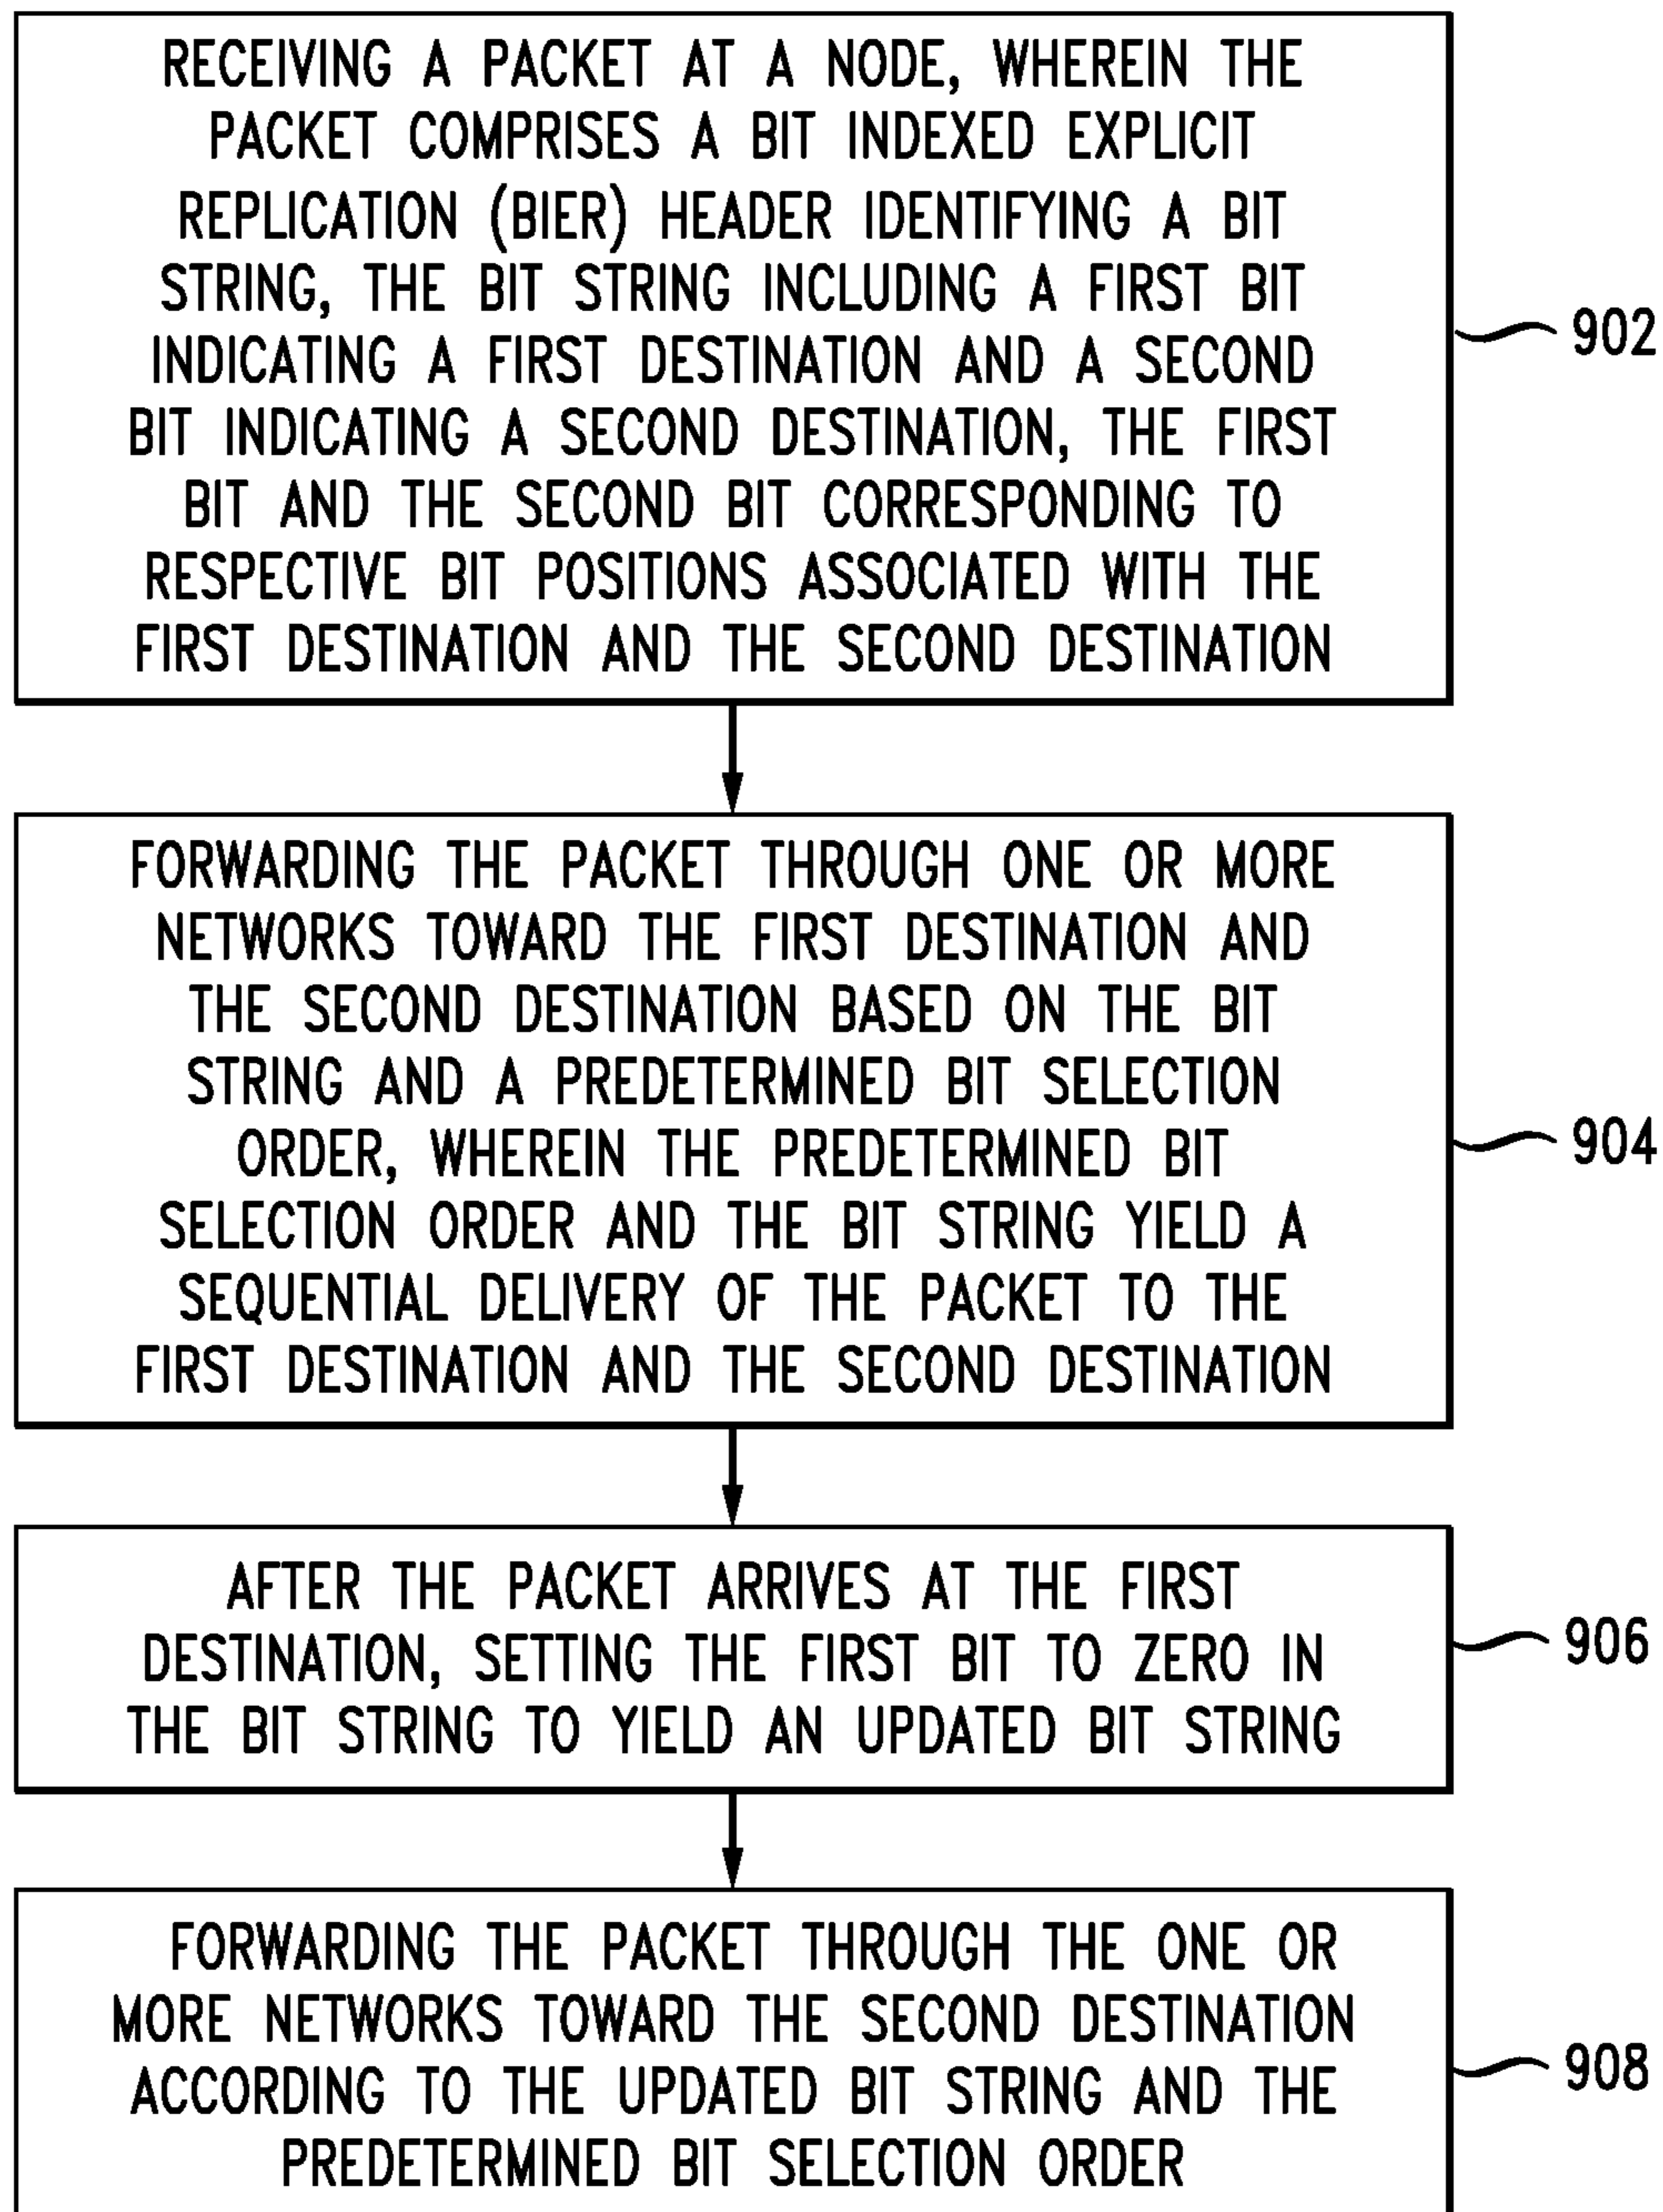 RECEIVING A PACKET AT A NODE, WHEREIN THE
PACKET COMPRISES A BIT INDEXED EXPLICIT
REPLICATION (BIER) HEADER IDENTIFYING A BIT
STRING, THE BIT STRING INCLUDING A FIRST BIT
INDICATING A FIRST DESTINATION AND A SECOND
BIT INDICATING A SECOND DESTINATION, THE FIRST
BIT AND THE SECOND BIT CORRESPONDING TO
RESPECTIVE BIT POSITIONS ASSOCIATED WITH THE
FIRST DESTINATION AND THE SECOND DESTINATION
902
FORWARDING THE PACKET THROUGH ONE OR MORE
NETWORKS TOWARD THE FIRST DESTINATION AND
THE SECOND DESTINATION BASED ON THE BIT
STRING AND A PREDETERMINED BIT SELECTION
ORDER, WHEREIN THE PREDETERMINED BIT
SELECTION ORDER AND THE BIT STRING YIELD A
SEQUENTIAL DELIVERY OF THE PACKET TO THE
FIRST DESTINATION AND THE SECOND DESTINATION
904
AFTER THE PACKET ARRIVES AT THE FIRST
DESTINATION, SETTING THE FIRST BIT TO ZERO IN
THE BIT STRING TO YIELD AN UPDATED BIT STRING
906
FORWARDING THE PACKET THROUGH THE ONE OR
MORE NETWORKS TOWARD THE SECOND DESTINATION
ACCORDING TO THE UPDATED BIT STRING AND THE
PREDETERMINED BIT SELECTION ORDER
908